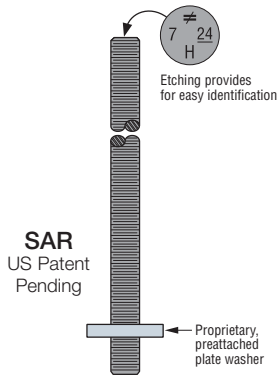 ≠
7 24
H
Etching provides
for easy identification
SAR
US Patent
Pending
Proprietary,
preattached
plate washer